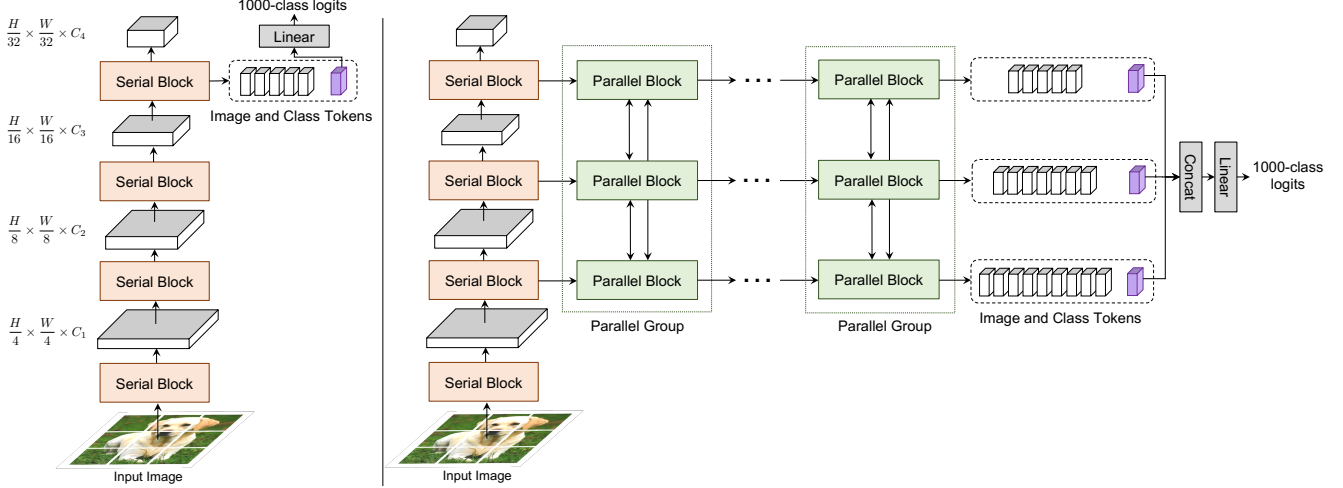 1000-class logits
H/32 × W/32 × C₄
Linear
Serial Block
Image and Class Tokens
H/16 × W/16 × C₃
Serial Block
H/8 × W/8 × C₂
Serial Block
H/4 × W/4 × C₁
Serial Block
Input Image
Serial Block
Parallel Block
...
Parallel Block
Serial Block
Parallel Block
...
Parallel Block
Concat
Linear
1000-class
logits
Serial Block
Parallel Block
...
Parallel Block
Parallel Group
Parallel Group
Image and Class Tokens
Serial Block
Input Image